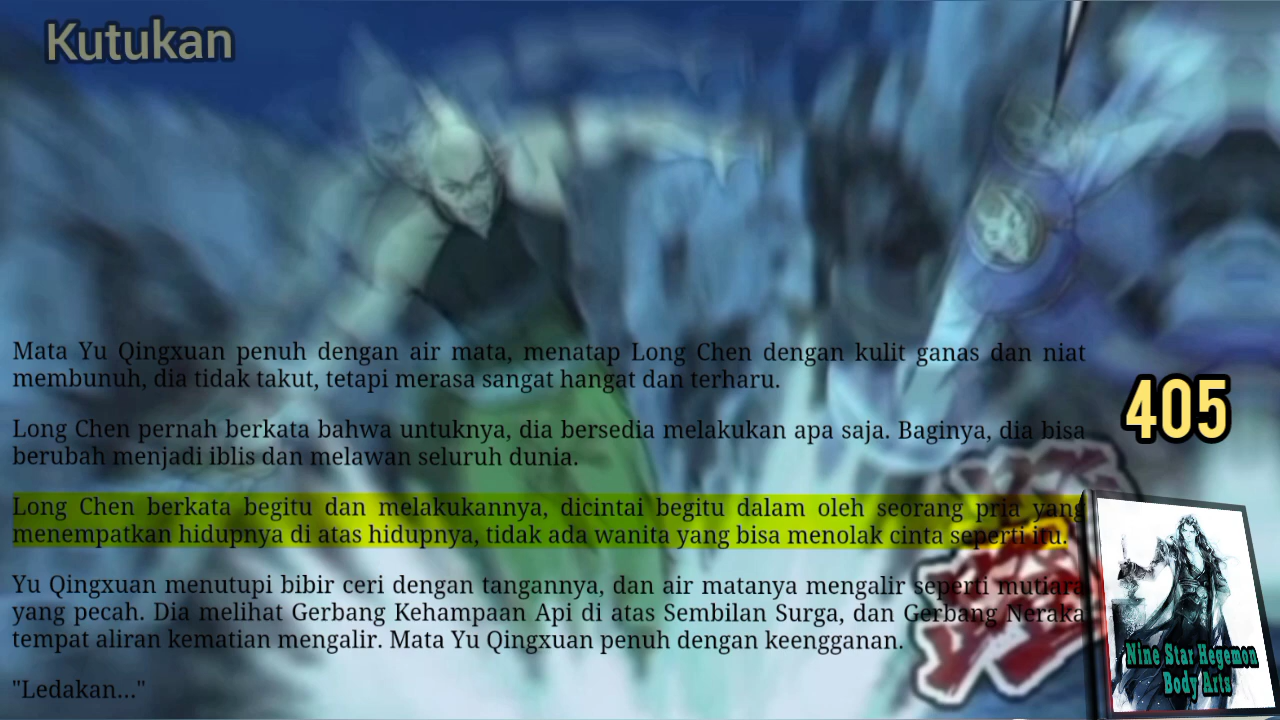 Kutukan
Mata Yu Qingxuan penuh dengan air mata, menatap Long Chen dengan kulit ganas dan niat
membunuh, dia tidak takut, tetapi merasa sangat hangat dan terharu.
Long Chen pernah berkata bahwa untuknya, dia bersedia melakukan apa saja. Baginya, dia bisa
berubah menjadi iblis dan melawan seluruh dunia.
Long Chen berkata begitu dan melakukannya, dicintai begitu dalam oleh seorang pria yang
menempatkan hidupnya di atas hidupnya, tidak ada wanita yang bisa menolak cinta seperti itu.
Yu Qingxuan menutupi bibir ceri dengan tangannya, dan air matanya mengalir seperti mutiara
yang pecah. Dia melihat Gerbang Kehampaan Api di atas Sembilan Surga, dan Gerbang Neraka
tempat aliran kematian mengalir. Mata Yu Qingxuan penuh dengan keengganan.
"Ledakan..."
405
Nine Star Hegemon
Body Arts